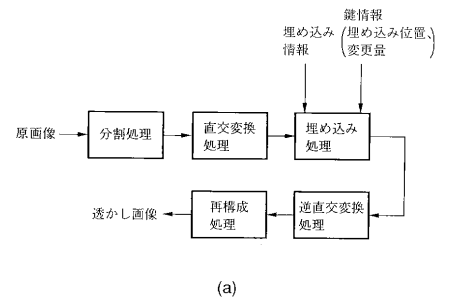 鍵情報
埋め込み
情報
(埋め込み位置、
変更量)
原画像
分割処理
直交変換
処理
埋め込み
処理
透かし画像
再構成
処理
逆直交変換
処理
(a)